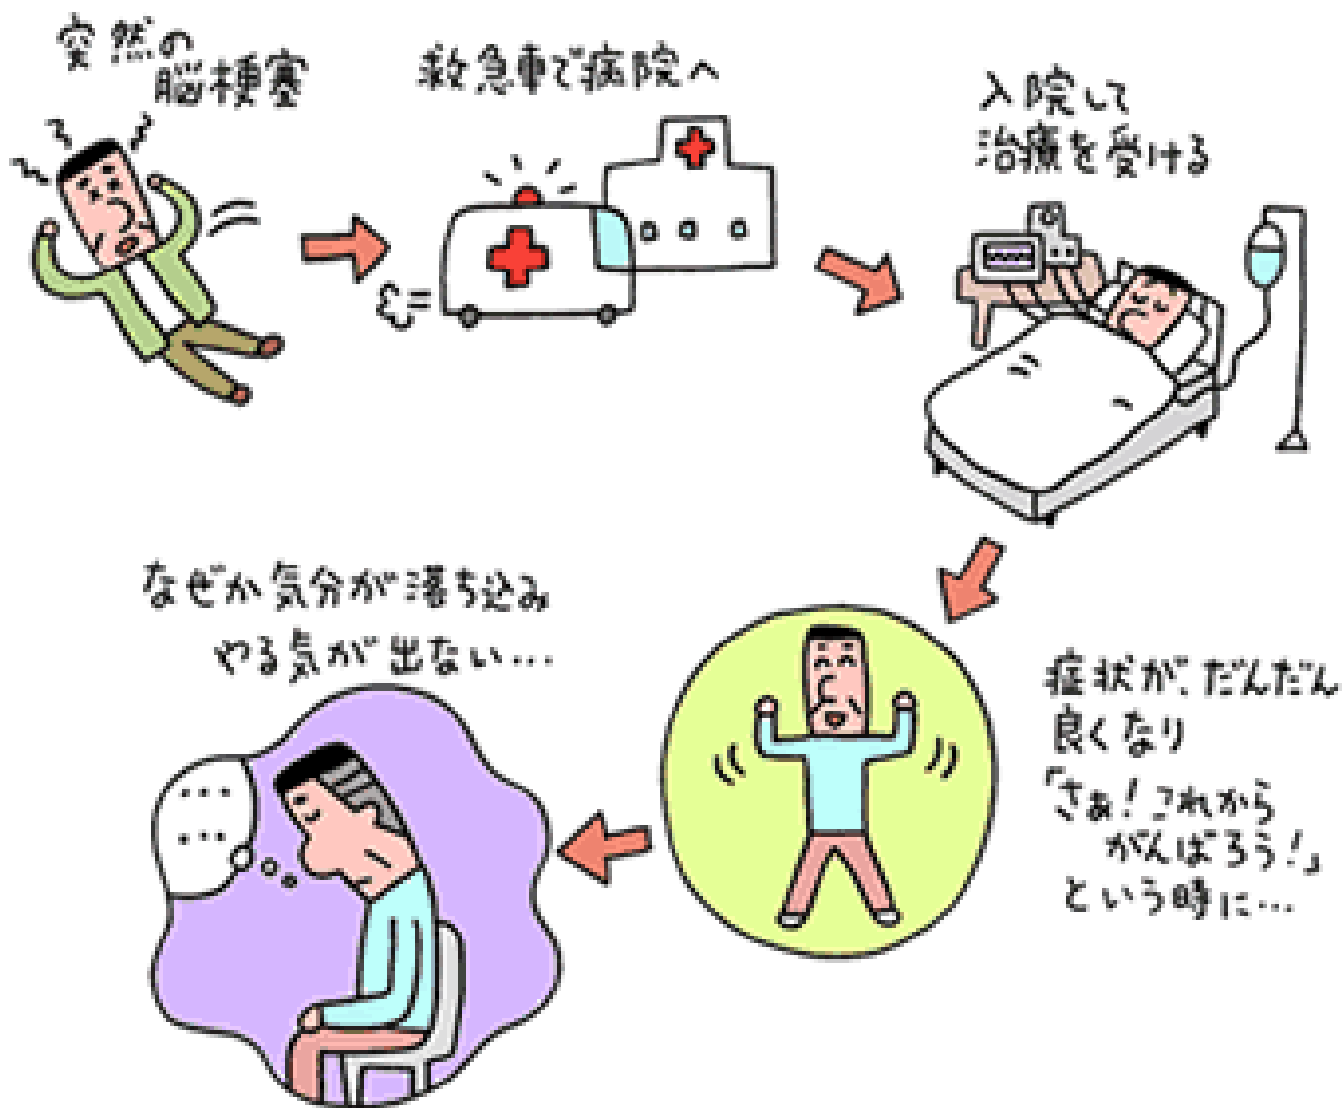 突然の
脳梗塞
救急車で病院へ
入院して
治療を受ける
症状が、だんだん
良くなり
「さぁ！これから
がんばろう！」
という時に…
なぜか気分が落ち込み
やる気が出ない…